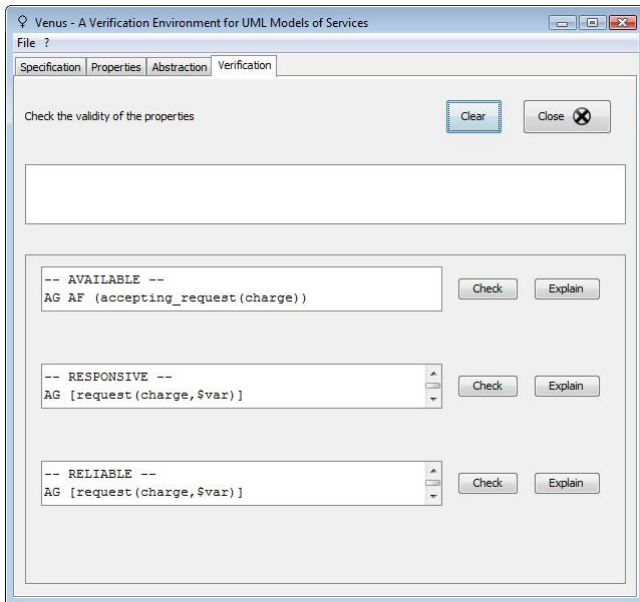 Venus - A Verification Environment for UML Models of Services
File ?
Specification Properties Abstraction Verification
Check the validity of the properties
Clear
Close
-- AVAILABLE --
AG AF (accepting_request(charge))
Check
Explain
-- RESPONSIVE --
AG [request(charge,$var)]
Check
Explain
-- RELIABLE --
AG [request(charge,$var)]
Check
Explain